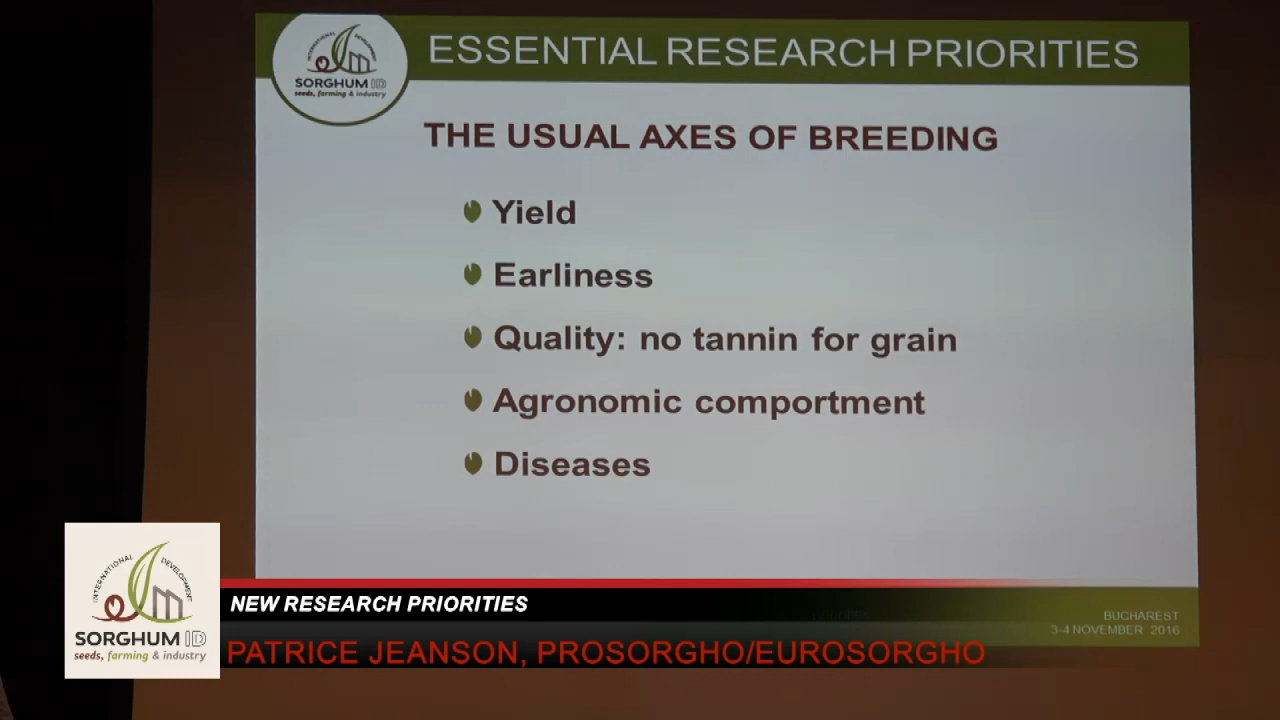 INTERNATIONAL DEVELOPMENT
SORGHUM ID
seeds, farming & industry
ESSENTIAL RESEARCH PRIORITIES
THE USUAL AXES OF BREEDING
Yield
Earliness
Quality: no tannin for grain
Agronomic comportment
Diseases
BUCHAREST
3-4 NOVEMBER 2016
INTERNATIONAL DEVELOPMENT
SORGHUM ID
seeds, farming & industry
NEW RESEARCH PRIORITIES
PATRICE JEANSON, PROSORGHO/EUROSORGHO